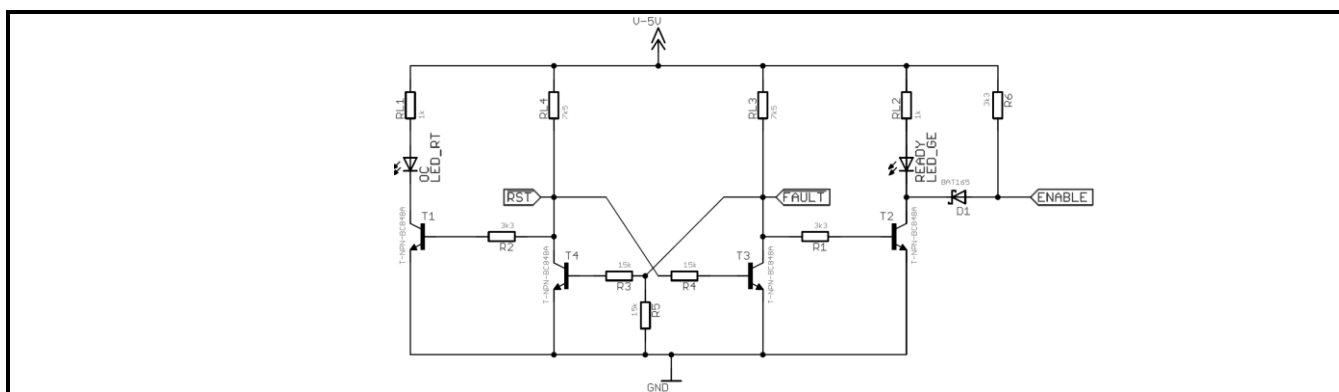 V-5V
RL1
1k
RL4
7k5
RL3
7k5
RL2
1k
R6
3k3
OC
LED_RT
READY
LED_GE
RST
FAULT
BAT165
D1
ENABLE
T1
T-NPN-BC848A
3k3
R2
T4
T-NPN-BC848A
15k
R3
15k
R5
15k
R4
T3
T-NPN-BC848A
3k3
R1
T2
T-NPN-BC848A
GND